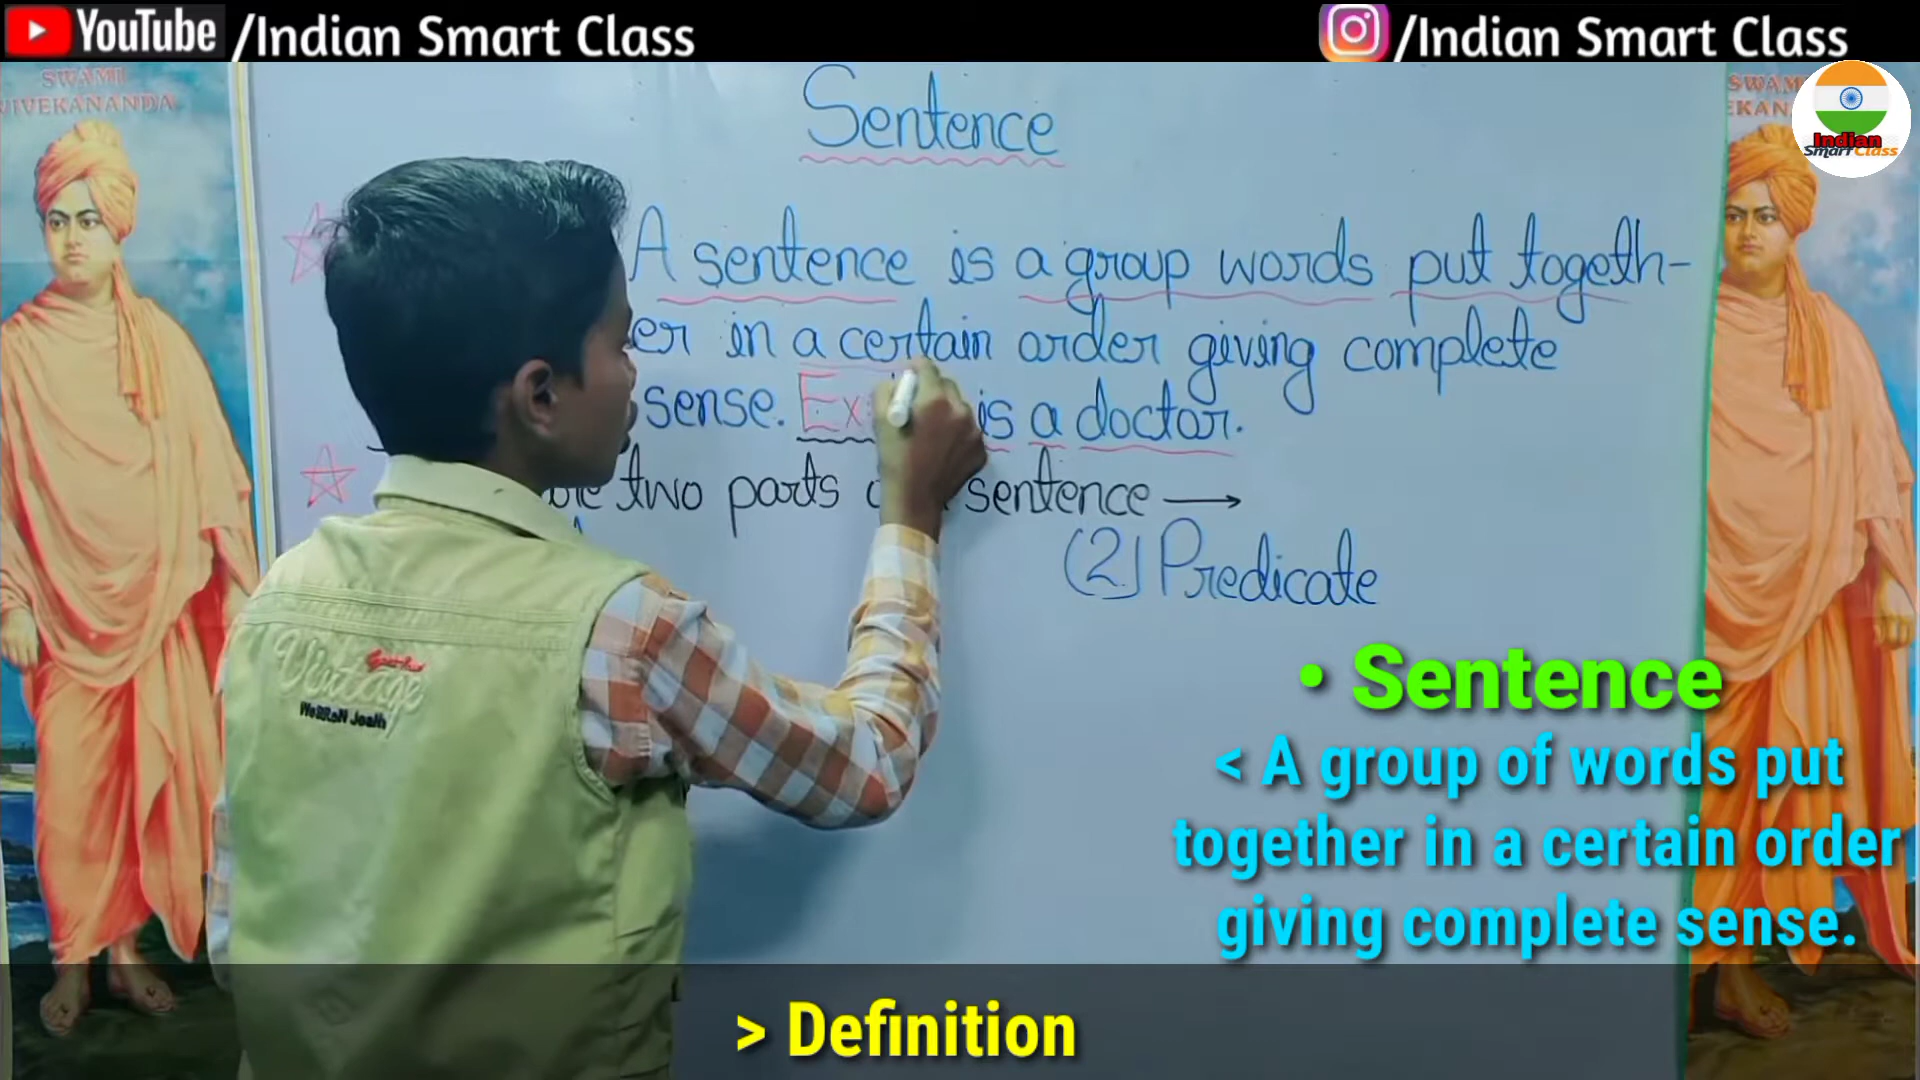 YouTube /Indian Smart Class
/Indian Smart Class
SWAMI
VIVEKANANDA
SWAM
EKAN
Indian
Smart Class
Sentence
A sentence is a group words put togeth-
er in a certain order giving complete
sense. Ex is a doctor.
two parts sentence →
(2) Predicate
Vintage
• Sentence
< A group of words put
together in a certain order
giving complete sense.
> Definition